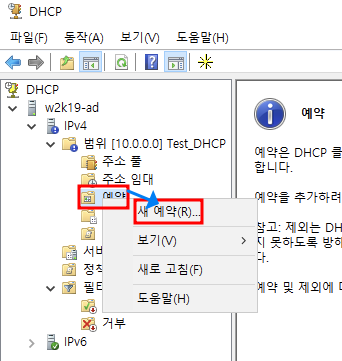 DHCP
파일(F) 동작(A) 보기(V) 도움말(H)
DHCP
w2k19-ad
IPv4
범위 [10.0.0.0] Test_DHCP
주소 풀
주소 임대
예약
새 예약(R)...
보기(V)
새로 고침(F)
도움말(H)
서버
정책
필터
거부
IPv6
예약
예약은 DHCP 클
합니다.
예약을 추가하려
참고: 제외는 DH
지 못하도록 방해
예약 및 제외에 대